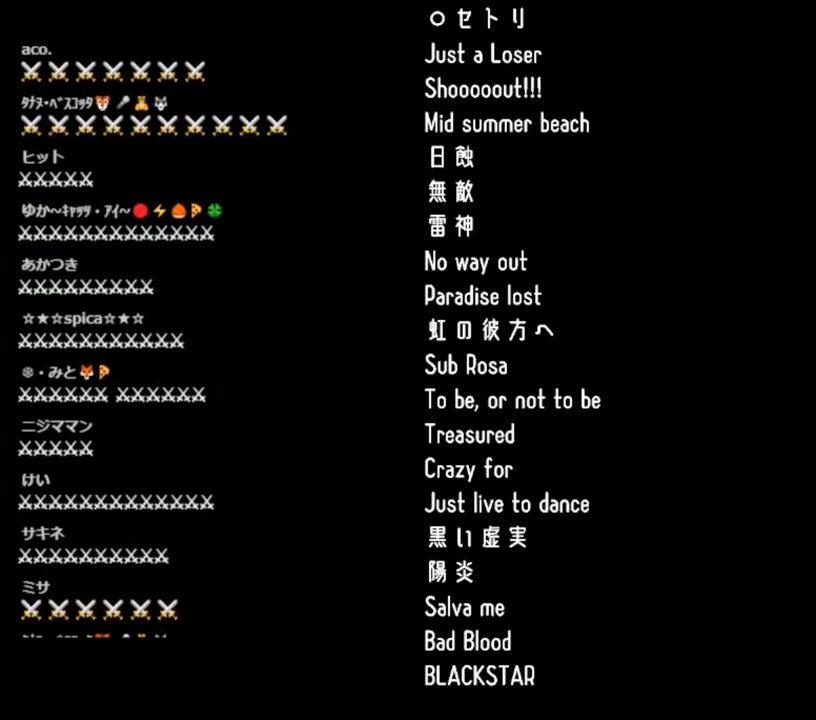 aco.
⚔⚔⚔⚔⚔⚔⚔
ﾀﾅﾇ・ﾍﾞｽｺｯﾀ🐯🎤🧸🐺
⚔⚔⚔⚔⚔⚔⚔⚔⚔⚔
ヒット
⚔⚔⚔⚔⚔
ゆか～ｷｬｯﾂ・ｱｲ～🔴⚡🌰🍕🍀
⚔⚔⚔⚔⚔⚔⚔⚔⚔⚔⚔⚔⚔
あかつき
⚔⚔⚔⚔⚔⚔⚔⚔⚔
☆★☆spica☆★☆
⚔⚔⚔⚔⚔⚔⚔⚔⚔⚔⚔
❄・みと🦊🍕
⚔⚔⚔⚔⚔⚔ ⚔⚔⚔⚔⚔⚔
ニジママン
⚔⚔⚔⚔⚔
けい
⚔⚔⚔⚔⚔⚔⚔⚔⚔⚔⚔⚔⚔
サキネ
⚔⚔⚔⚔⚔⚔⚔⚔⚔⚔
ミサ
⚔⚔⚔⚔⚔⚔
○セトリ
Just a Loser
Shooooout!!!
Mid summer beach
日蝕
無敵
雷神
No way out
Paradise lost
虹の彼方へ
Sub Rosa
To be, or not to be
Treasured
Crazy for
Just live to dance
黒い虚実
陽炎
Salva me
Bad Blood
BLACKSTAR